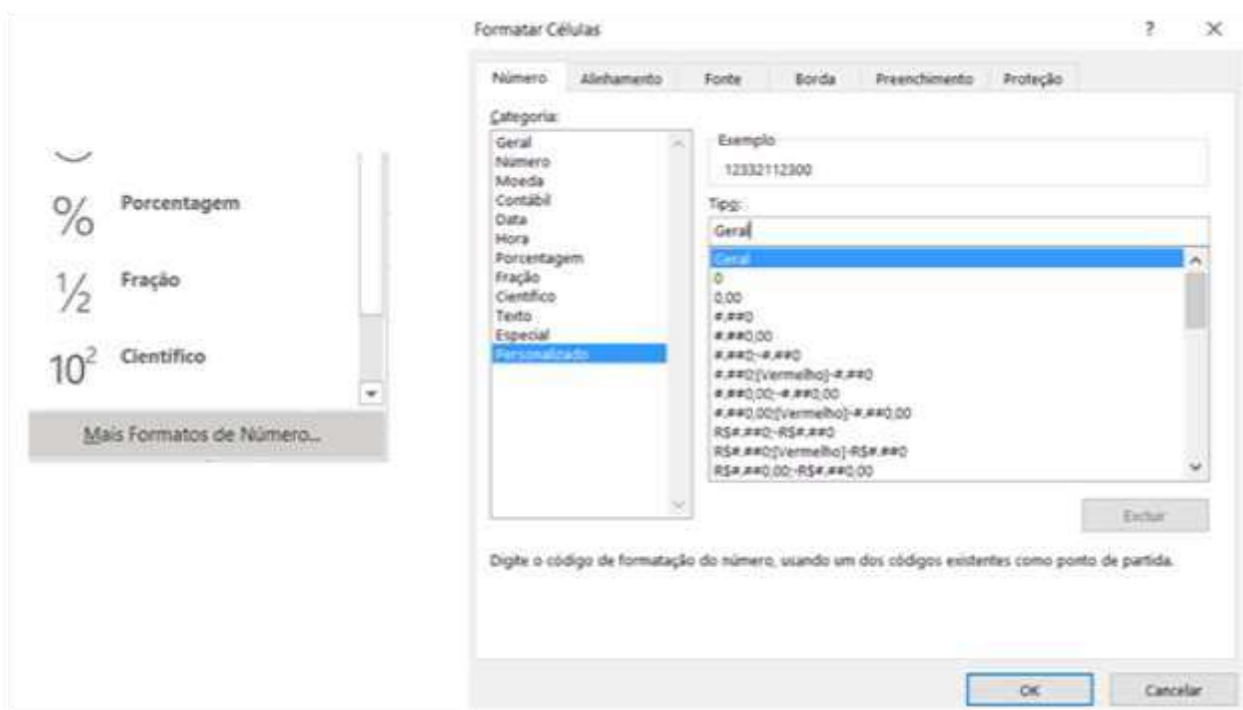 %
Porcentagem
½
Fração
10²
Científico
Mais Formatos de Número...
Formatar Células
?
Número
Alinhamento
Fonte
Borda
Preenchimento
Proteção
Categoria:
Geral
Número
Moeda
Contábil
Data
Hora
Porcentagem
Fração
Científico
Texto
Especial
Personalizado
Exemplo
12332112300
Tipo:
Geral
Geral
0
0,00
#.##0
#.##0,00
#.##0;-#.##0
#.##0;[Vermelho]-#.##0
#.##0,00;-#.##0,00
#.##0,00;[Vermelho]-#.##0,00
R$#.##0;-R$#.##0
R$#.##0;[Vermelho]-R$#.##0
R$#.##0,00;-R$#.##0,00
Excluir
Digite o código de formatação do número, usando um dos códigos existentes como ponto de partida.
OK
Cancelar